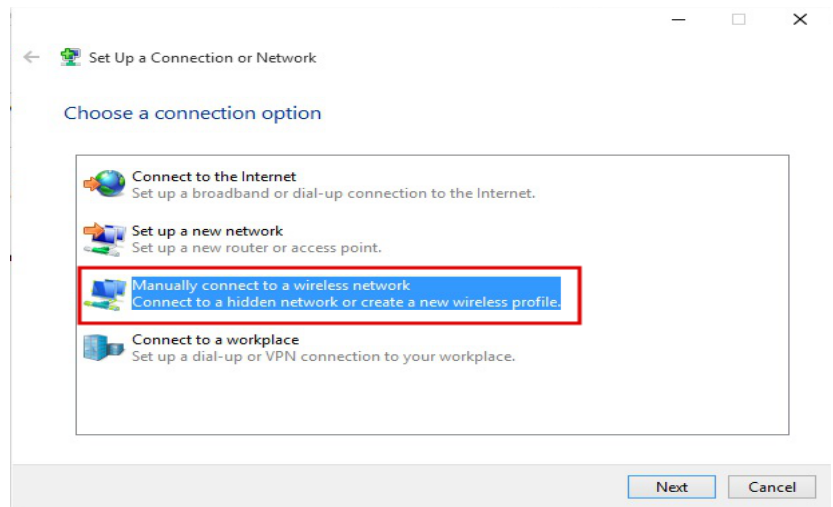 Set Up a Connection or Network
Choose a connection option
Connect to the Internet
Set up a broadband or dial-up connection to the Internet.
Set up a new network
Set up a new router or access point.
Manually connect to a wireless network
Connect to a hidden network or create a new wireless profile.
Connect to a workplace
Set up a dial-up or VPN connection to your workplace.
Next Cancel